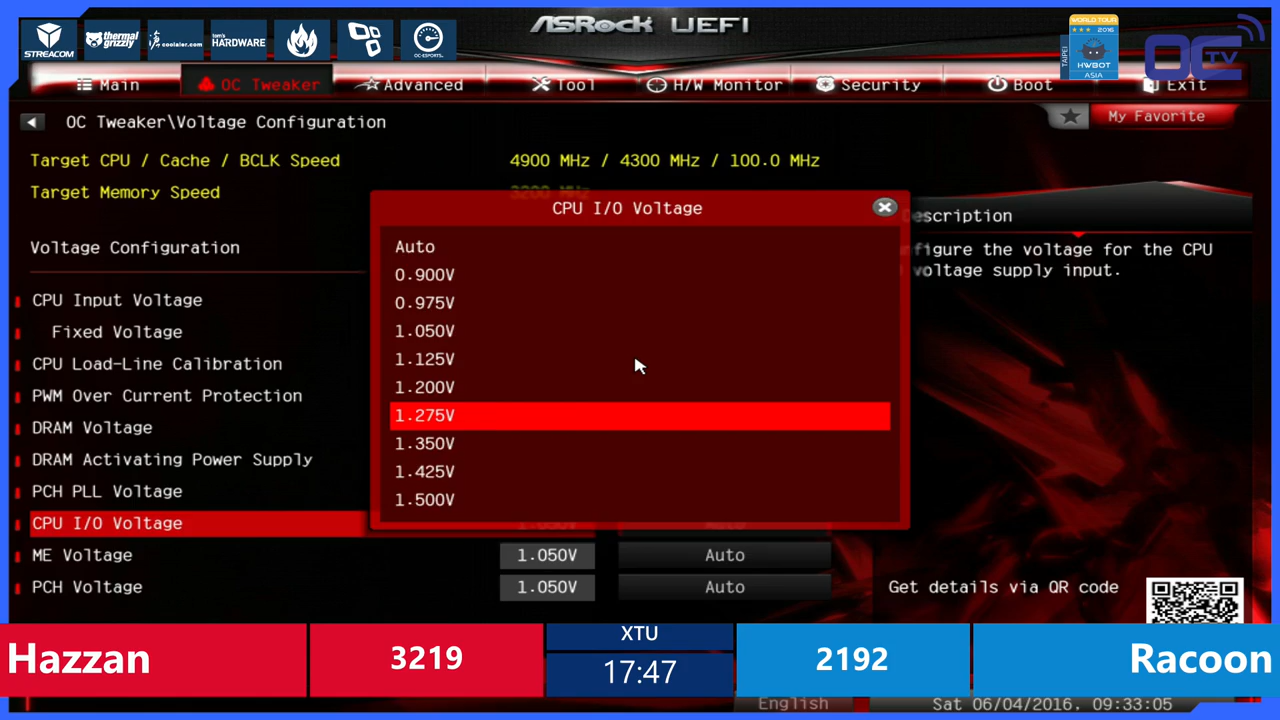 STREACOM
thermal grizzly
coolaler.com
tom's HARDWARE
OC-ESPORTS
ASRock UEFI
WORLD TOUR
2016
TAIPEI
HWBOT
ASIA
OC TV
Main
OC Tweaker
Advanced
Tool
H/W Monitor
Security
Boot
Exit
OC Tweaker\Voltage Configuration
My Favorite
Target CPU / Cache / BCLK Speed 4900 MHz / 4300 MHz / 100.0 MHz
Target Memory Speed 3200 MHz
Voltage Configuration
CPU Input Voltage
Fixed Voltage
CPU Load-Line Calibration
PWM Over Current Protection
DRAM Voltage
DRAM Activating Power Supply
PCH PLL Voltage
CPU I/O Voltage 1.050V Auto
ME Voltage 1.050V Auto
PCH Voltage 1.050V Auto
CPU I/O Voltage
Auto
0.900V
0.975V
1.050V
1.125V
1.200V
1.275V
1.350V
1.425V
1.500V
escription
nfigure the voltage for the CPU
voltage supply input.
Get details via QR code
Hazzan
3219
XTU
17:47
2192
Racoon
English
Sat 06/04/2016. 09:33:05